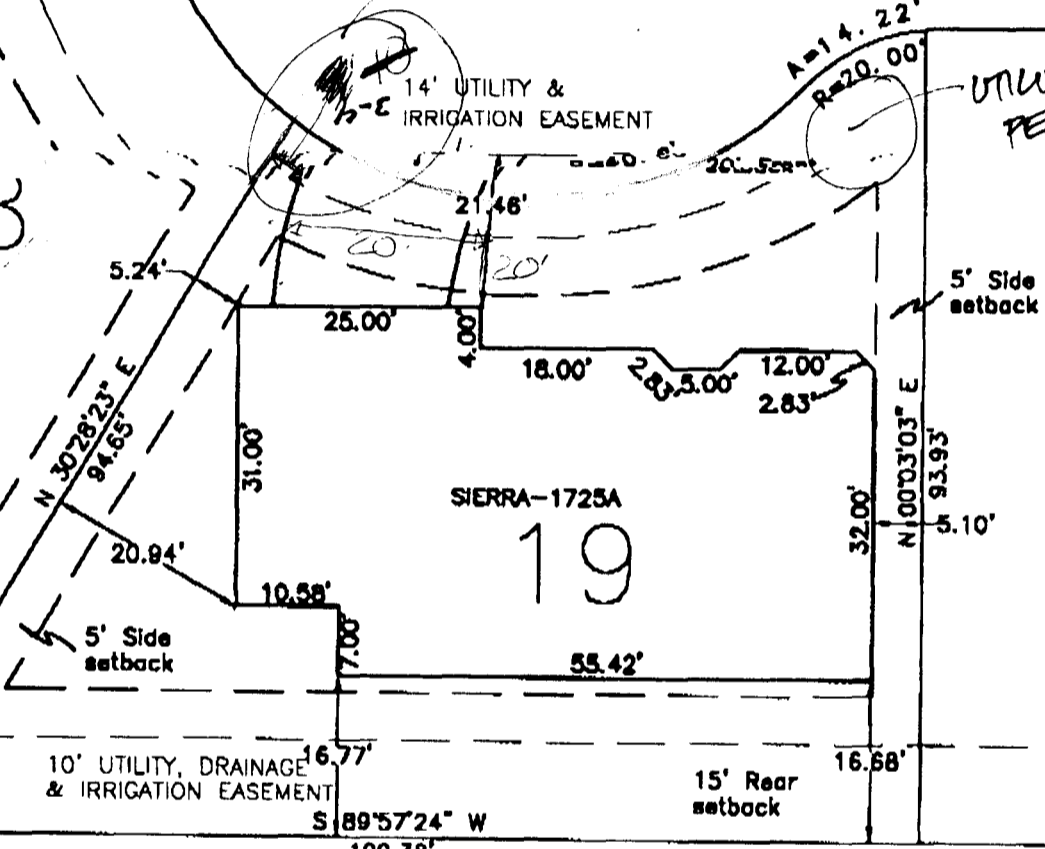 A=14.22'
R=20.00'
10
14' UTILITY &
IRRIGATION EASEMENT
3-4
21.46'
20'
20'
5.24'
5' Side
setback
25.00'
4.00'
18.00'
2.83'
5.00'
12.00'
2.83'
N 30°28'23" E
94.65'
31.00'
SIERRA-1725A
19
32.00'
N 00°03'03" E
93.93'
5.10'
20.94'
10.58'
7.00'
5' Side
setback
55.42'
16.77'
16.68'
10' UTILITY, DRAINAGE
& IRRIGATION EASEMENT
15' Rear
setback
S 89°57'24" W